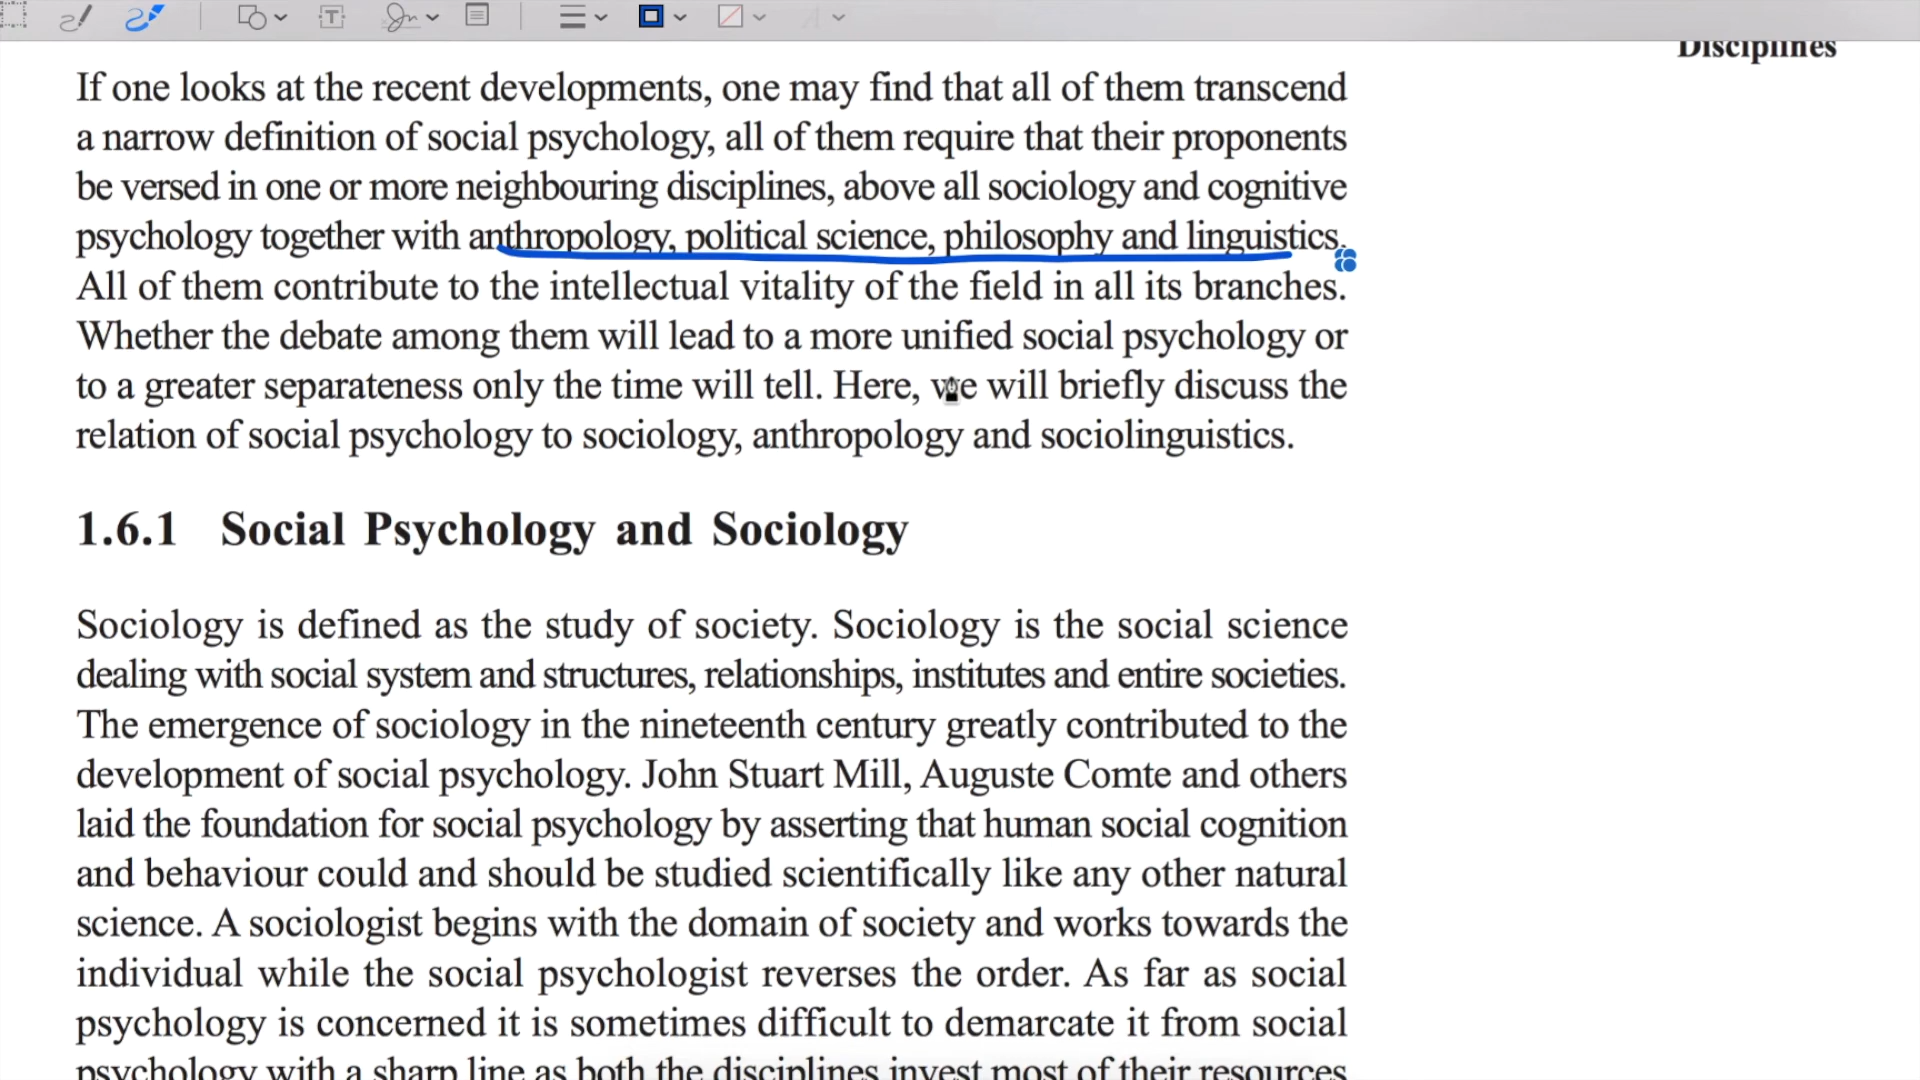 Disciplines
If one looks at the recent developments, one may find that all of them transcend
a narrow definition of social psychology, all of them require that their proponents
be versed in one or more neighbouring disciplines, above all sociology and cognitive
psychology together with anthropology, political science, philosophy and linguistics.
All of them contribute to the intellectual vitality of the field in all its branches.
Whether the debate among them will lead to a more unified social psychology or
to a greater separateness only the time will tell. Here, we will briefly discuss the
relation of social psychology to sociology, anthropology and sociolinguistics.
1.6.1 Social Psychology and Sociology
Sociology is defined as the study of society. Sociology is the social science
dealing with social system and structures, relationships, institutes and entire societies.
The emergence of sociology in the nineteenth century greatly contributed to the
development of social psychology. John Stuart Mill, Auguste Comte and others
laid the foundation for social psychology by asserting that human social cognition
and behaviour could and should be studied scientifically like any other natural
science. A sociologist begins with the domain of society and works towards the
individual while the social psychologist reverses the order. As far as social
psychology is concerned it is sometimes difficult to demarcate it from social
psychology with a sharp line as both the disciplines invest most of their resources